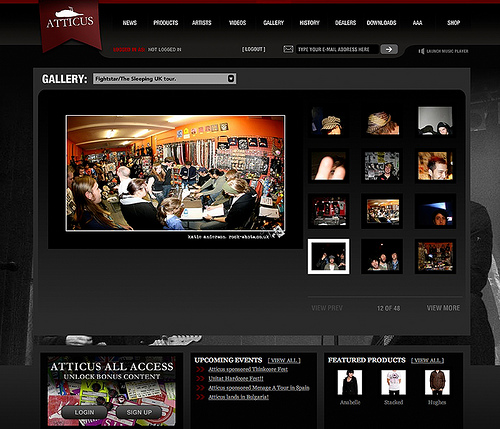 ATTICUS
NEWS PRODUCTS ARTISTS VIDEOS GALLERY HISTORY DEALERS DOWNLOADS AAA SHOP
NOT LOGGED IN [ LOGOUT ] TYPE YOUR E-MAIL ADDRESS HERE LAUNCH MUSIC PLAYER
GALLERY: Fightstar/The Sleeping UK tour.
katie anderson rock-photo.co.uk
VIEW PREV 12 OF 48 VIEW MORE
ATTICUS ALL ACCESS
UNLOCK BONUS CONTENT
LOGIN SIGN UP
UPCOMING EVENTS [ VIEW ALL ]
Atticus sponsored Thinkcore Fest
Unitat Hardcore Fest!!
Atticus sponsored Menage A Tour in Spain
Atticus lands in Bulgaria!
FEATURED PRODUCTS [ VIEW ALL ]
Anabelle Stacked Hughes